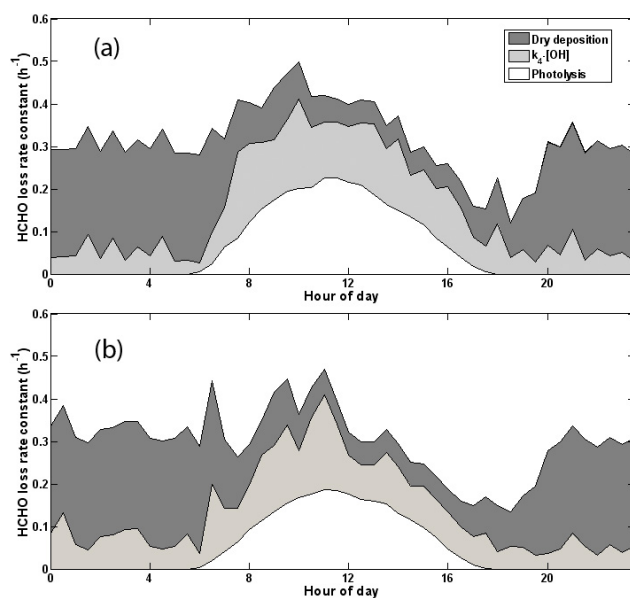 0.6
(a)
Dry deposition
k4·[OH]
Photolysis
0.5
0.4
0.3
0.2
0.1
0
HCHO loss rate constant (h-1)
0 4 8 12 16 20
Hour of day
0.6
(b)
0.5
0.4
0.3
0.2
0.1
0
HCHO loss rate constant (h-1)
0 4 8 12 16 20
Hour of day